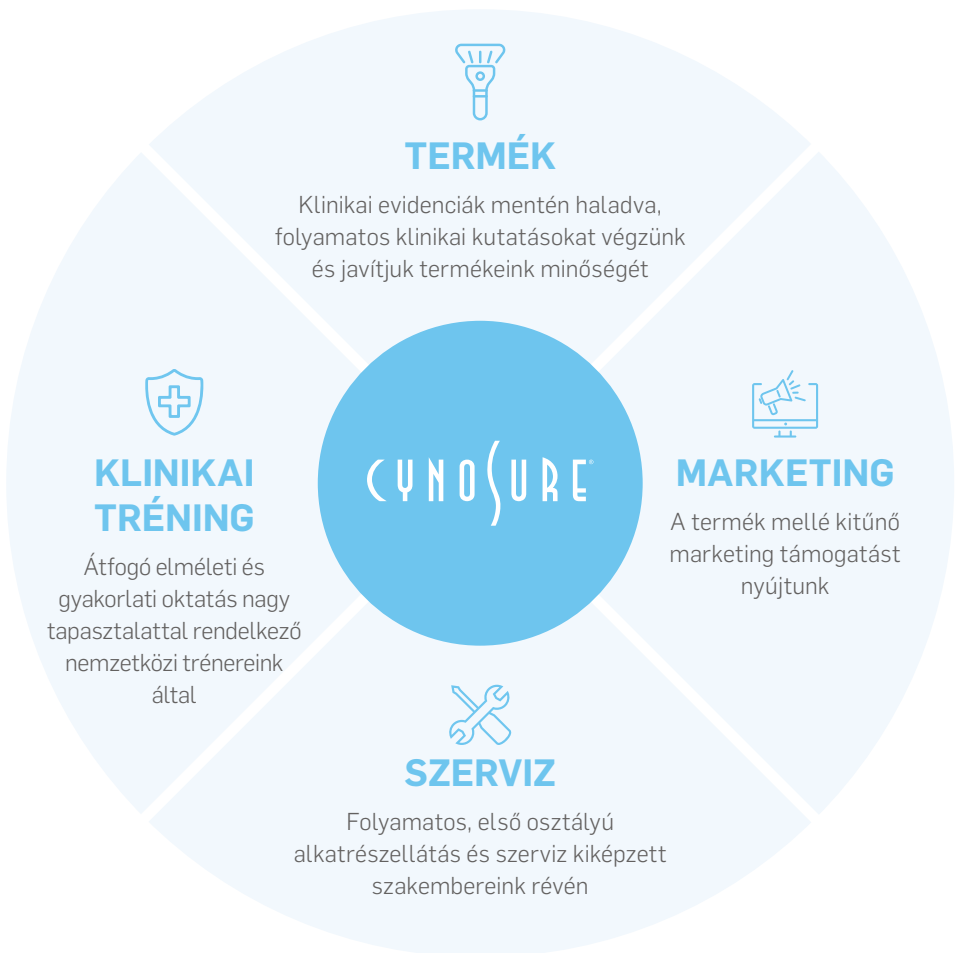 TERMÉK
Klinikai evidenciák mentén haladva,
folyamatos klinikai kutatásokat végzünk
és javítjuk termékeink minőségét
KLINIKAI
TRÉNING
Átfogó elméleti és
gyakorlati oktatás nagy
tapasztalattal rendelkező
nemzetközi trénereink
által
CYNOSURE®
MARKETING
A termék mellé kitűnő
marketing támogatást
nyújtunk
SZERVIZ
Folyamatos, első osztályú
alkatrészellátás és szerviz kiképzett
szakembereink révén